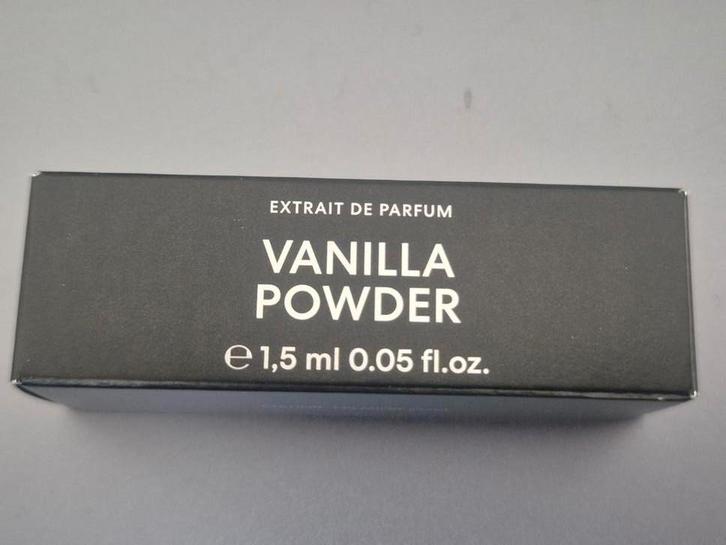 EXTRAIT DE PARFUM
VANILLA
POWDER
℮ 1,5 ml 0.05 fl.oz.